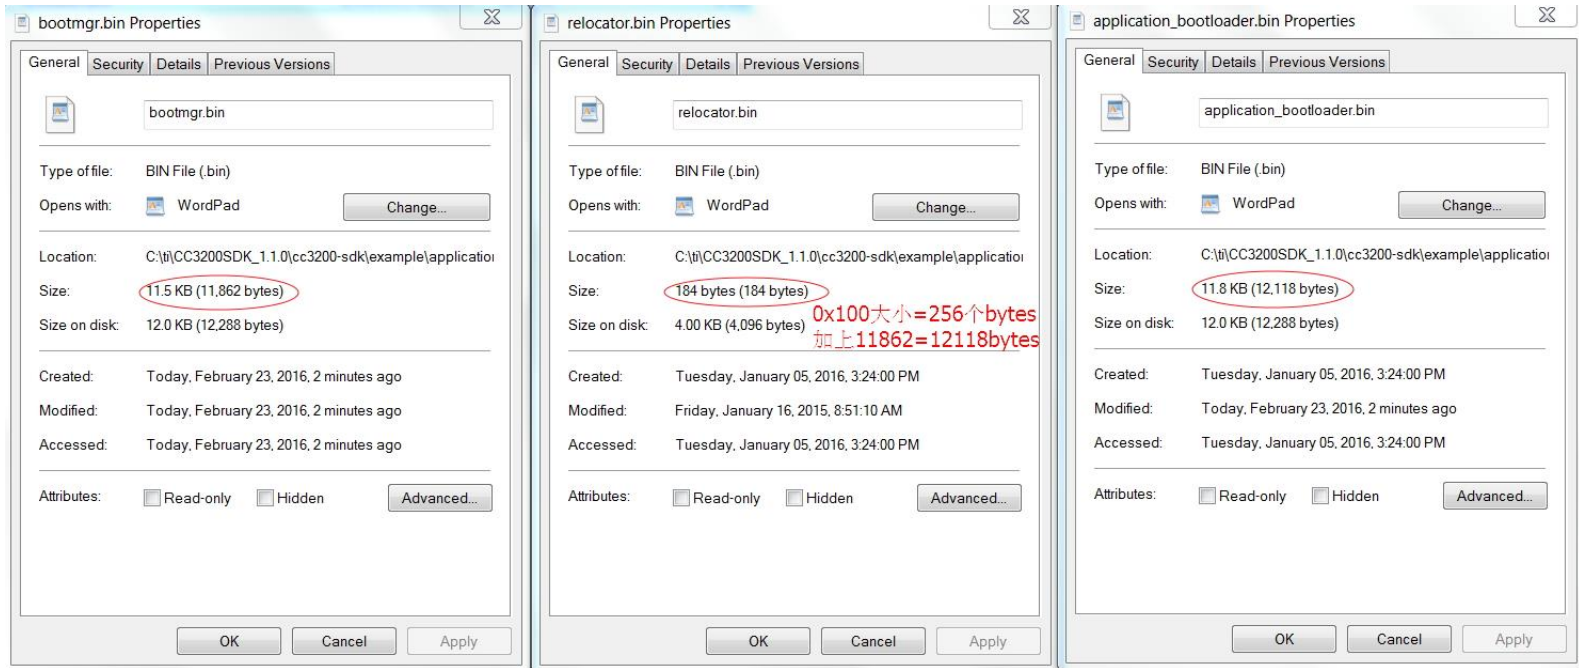 bootmgr.bin Properties
General Security Details Previous Versions
bootmgr.bin
Type of file: BIN File (.bin)
Opens with: WordPad Change...
Location: C:\ti\CC3200SDK_1.1.0\cc3200-sdk\example\application
Size: 11.5 KB (11,862 bytes)
Size on disk: 12.0 KB (12,288 bytes)
Created: Today, February 23, 2016, 2 minutes ago
Modified: Today, February 23, 2016, 2 minutes ago
Accessed: Today, February 23, 2016, 2 minutes ago
Attributes: Read-only Hidden Advanced...
OK Cancel Apply
relocator.bin Properties
General Security Details Previous Versions
relocator.bin
Type of file: BIN File (.bin)
Opens with: WordPad Change...
Location: C:\ti\CC3200SDK_1.1.0\cc3200-sdk\example\application
Size: 184 bytes (184 bytes)
Size on disk: 4.00 KB (4,096 bytes)
0x100大小=256个bytes
加上11862=12118bytes
Created: Tuesday, January 05, 2016, 3:24:00 PM
Modified: Friday, January 16, 2015, 8:51:10 AM
Accessed: Tuesday, January 05, 2016, 3:24:00 PM
Attributes: Read-only Hidden Advanced...
OK Cancel Apply
application_bootloader.bin Properties
General Security Details Previous Versions
application_bootloader.bin
Type of file: BIN File (.bin)
Opens with: WordPad Change...
Location: C:\ti\CC3200SDK_1.1.0\cc3200-sdk\example\application
Size: 11.8 KB (12,118 bytes)
Size on disk: 12.0 KB (12,288 bytes)
Created: Tuesday, January 05, 2016, 3:24:00 PM
Modified: Today, February 23, 2016, 2 minutes ago
Accessed: Tuesday, January 05, 2016, 3:24:00 PM
Attributes: Read-only Hidden Advanced...
OK Cancel Apply